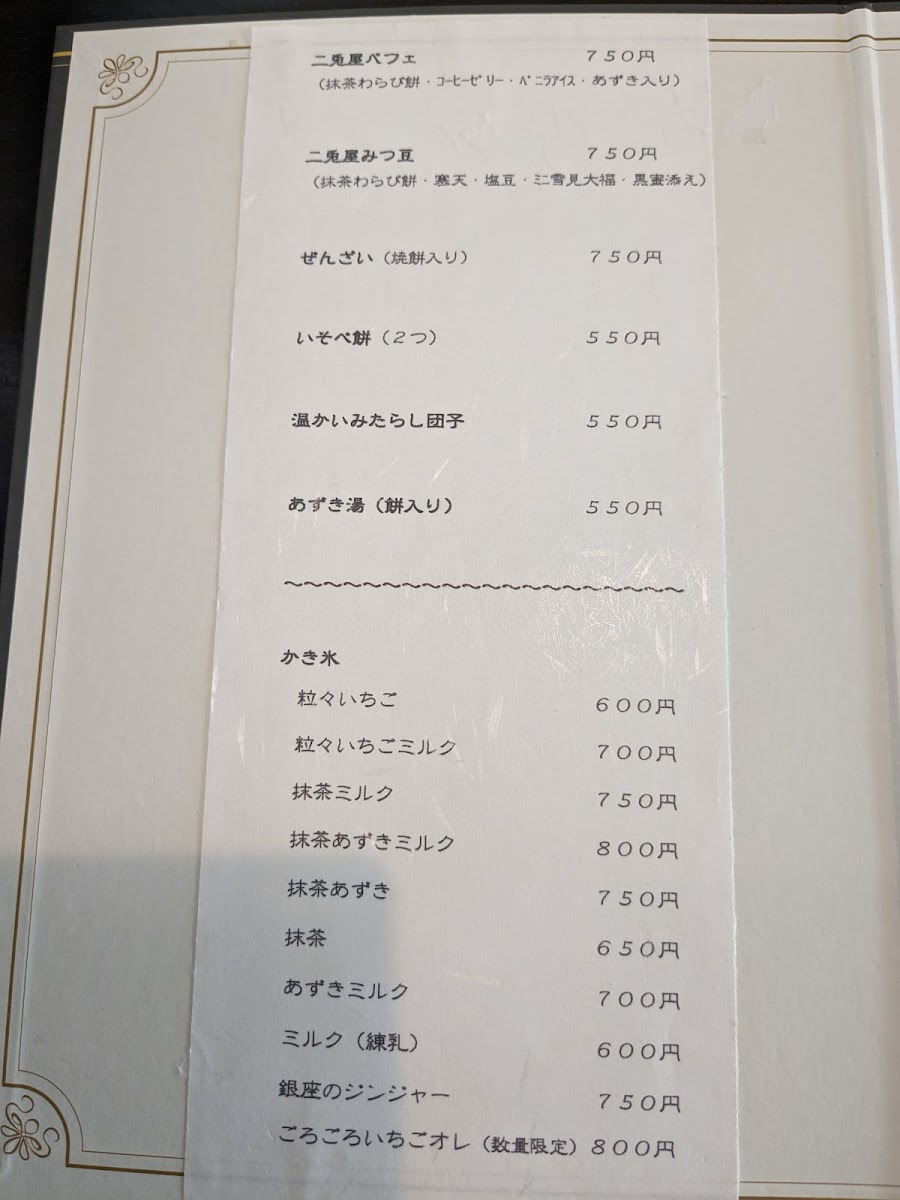 二兎屋パフェ 750円
(抹茶わらび餅・コーヒーゼリー・バニラアイス・あずき入り)
二兎屋みつ豆 750円
(抹茶わらび餅・寒天・塩豆・ミニ雪見大福・黒蜜添え)
ぜんざい(焼餅入り) 750円
いそべ餅(2つ) 550円
温かいみたらし団子 550円
あずき湯(餅入り) 550円
〜〜〜〜〜〜〜〜〜〜〜〜〜〜〜〜〜〜〜〜
かき氷
粒々いちご 600円
粒々いちごミルク 700円
抹茶ミルク 750円
抹茶あずきミルク 800円
抹茶あずき 750円
抹茶 650円
あずきミルク 700円
ミルク(練乳) 600円
銀座のジンジャー 750円
ごろごろいちごオレ(数量限定) 800円